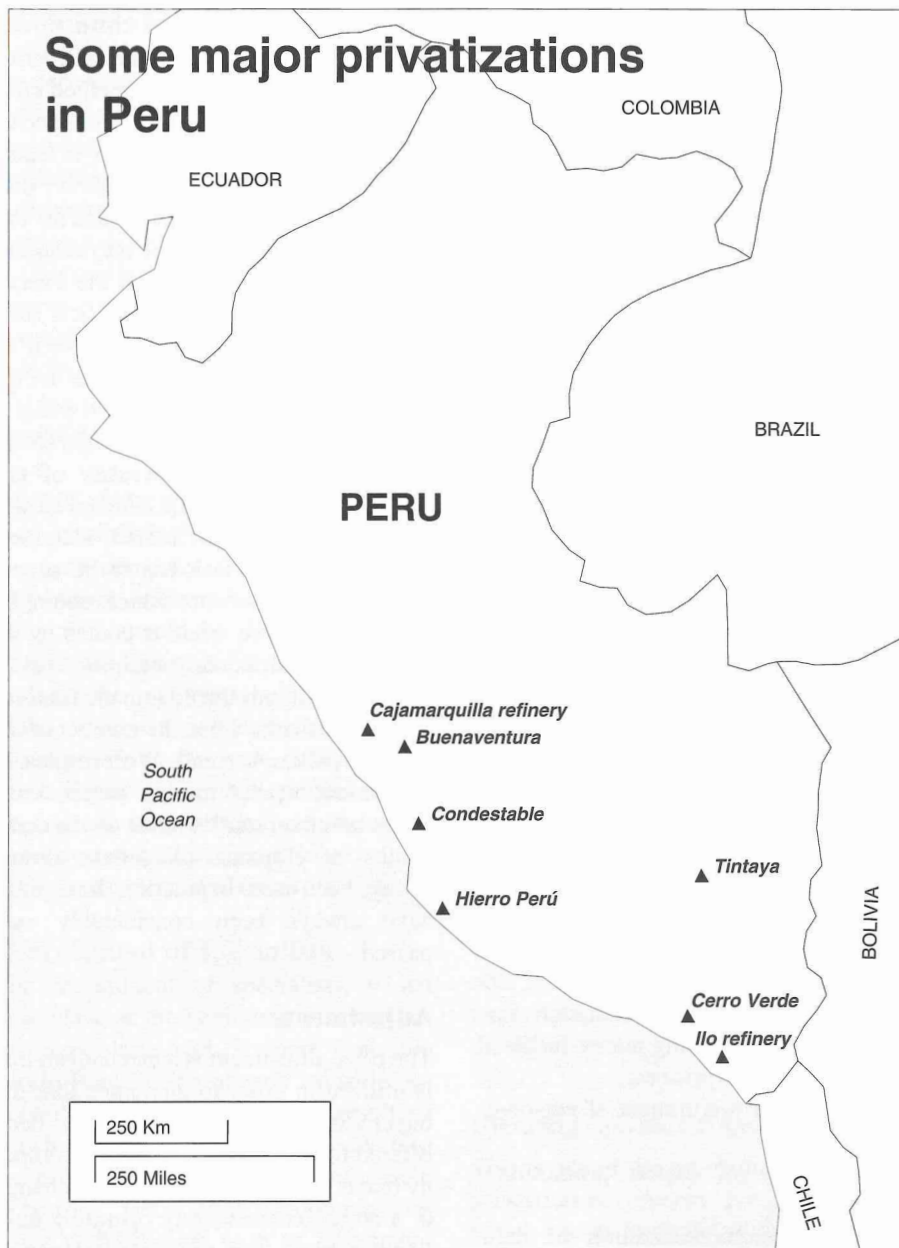 Some major privatizations
in Peru
COLOMBIA
ECUADOR
BRAZIL
PERU
Cajamarquilla refinery
Buenaventura
South
Pacific
Ocean
Condestable
Tintaya
Hierro Perú
BOLIVIA
Cerro Verde
Ilo refinery
250 Km
250 Miles
CHILE